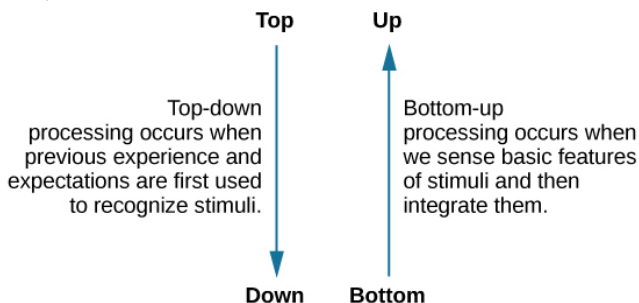 Top
Up
Top-down
processing occurs when
previous experience and
expectations are first used
to recognize stimuli.
Bottom-up
processing occurs when
we sense basic features
of stimuli and then
integrate them.
Down
Bottom